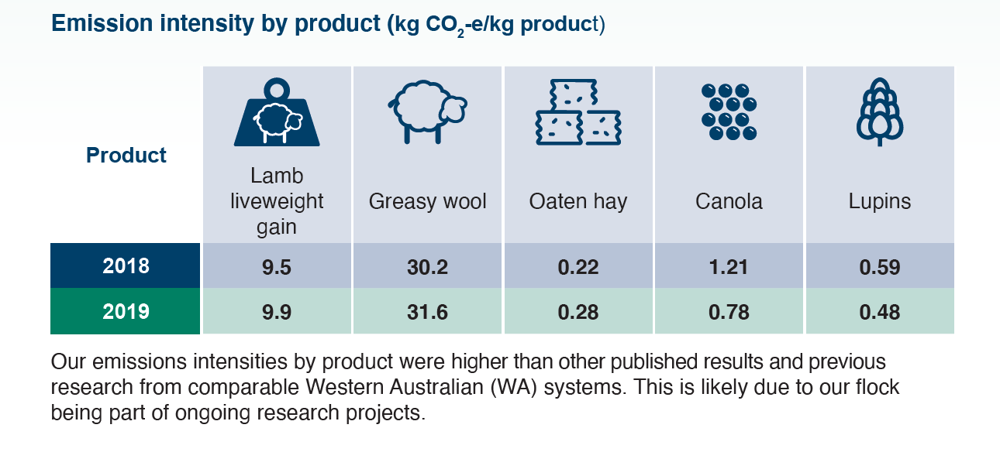 Emission intensity by product (kg CO₂-e/kg product)
Product
Lamb
liveweight
gain
Greasy wool
Oaten hay
Canola
Lupins
2018 9.5 30.2 0.22 1.21 0.59
2019 9.9 31.6 0.28 0.78 0.48
Our emissions intensities by product were higher than other published results and previous
research from comparable Western Australian (WA) systems. This is likely due to our flock
being part of ongoing research projects.